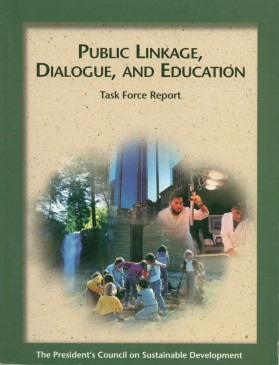 PUBLIC LINKAGE,
DIALOGUE, AND EDUCATION
Task Force Report
The President's Council on Sustainable Development